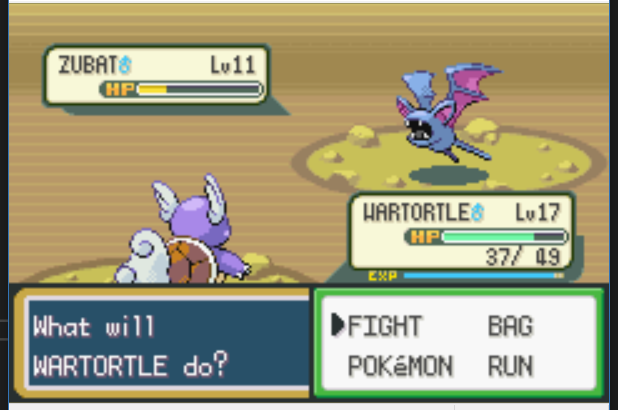 ZUBAT♂ Lv11
HP
WARTORTLE♂ Lv17
HP
37/ 49
EXP
What will
WARTORTLE do?
FIGHT BAG
POKéMON RUN